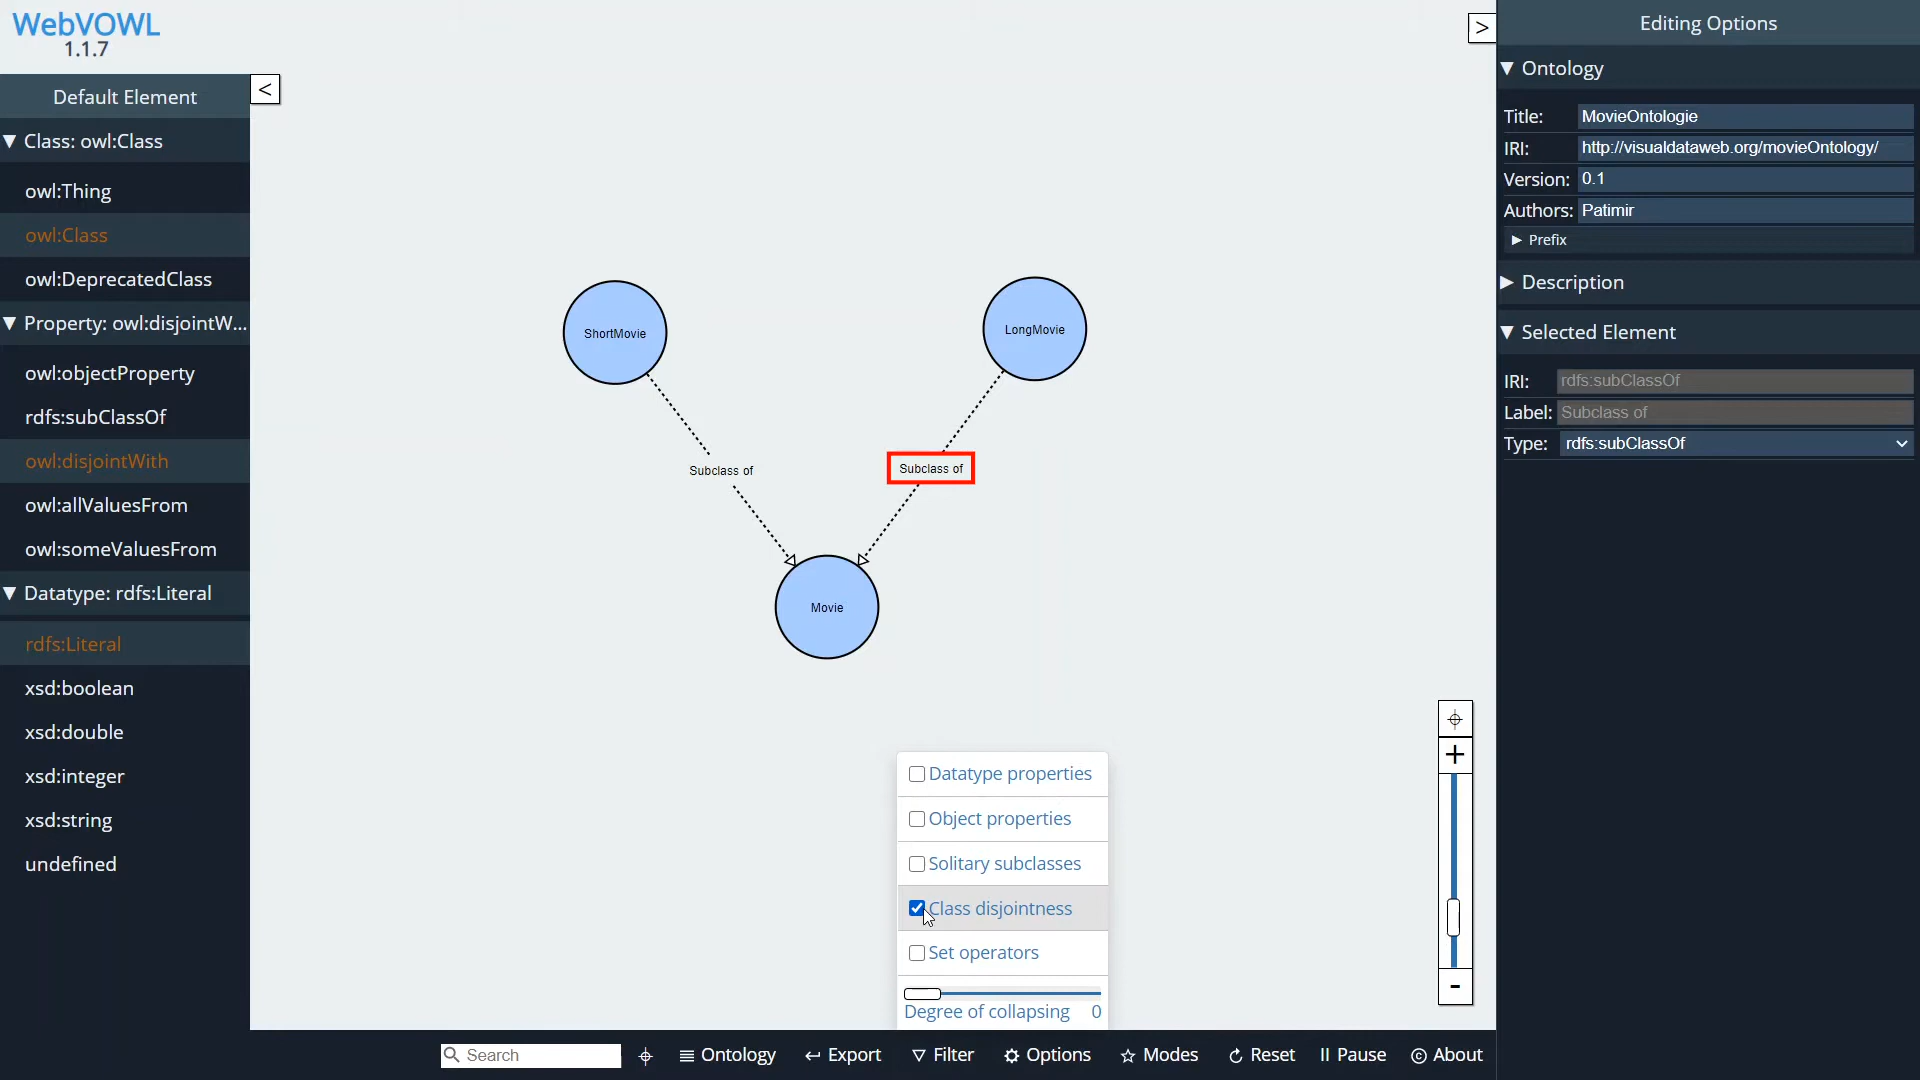 WebVOWL
1.1.7
Default Element
<
▼ Class: owl:Class
owl:Thing
owl:Class
owl:DeprecatedClass
▼ Property: owl:disjointW...
owl:objectProperty
rdfs:subClassOf
owl:disjointWith
owl:allValuesFrom
owl:someValuesFrom
▼ Datatype: rdfs:Literal
rdfs:Literal
xsd:boolean
xsd:double
xsd:integer
xsd:string
undefined
ShortMovie
LongMovie
Subclass of
Subclass of
Movie
Datatype properties
Object properties
Solitary subclasses
Class disjointness
Set operators
Degree of collapsing 0
+
-
Search
Ontology
Export
Filter
Options
Modes
Reset
Pause
About
>
Editing Options
▼ Ontology
Title: MovieOntologie
IRI: http://visualdataweb.org/movieOntology/
Version: 0.1
Authors: Patimir
▶ Prefix
▶ Description
▼ Selected Element
IRI: rdfs:subClassOf
Label: Subclass of
Type: rdfs:subClassOf